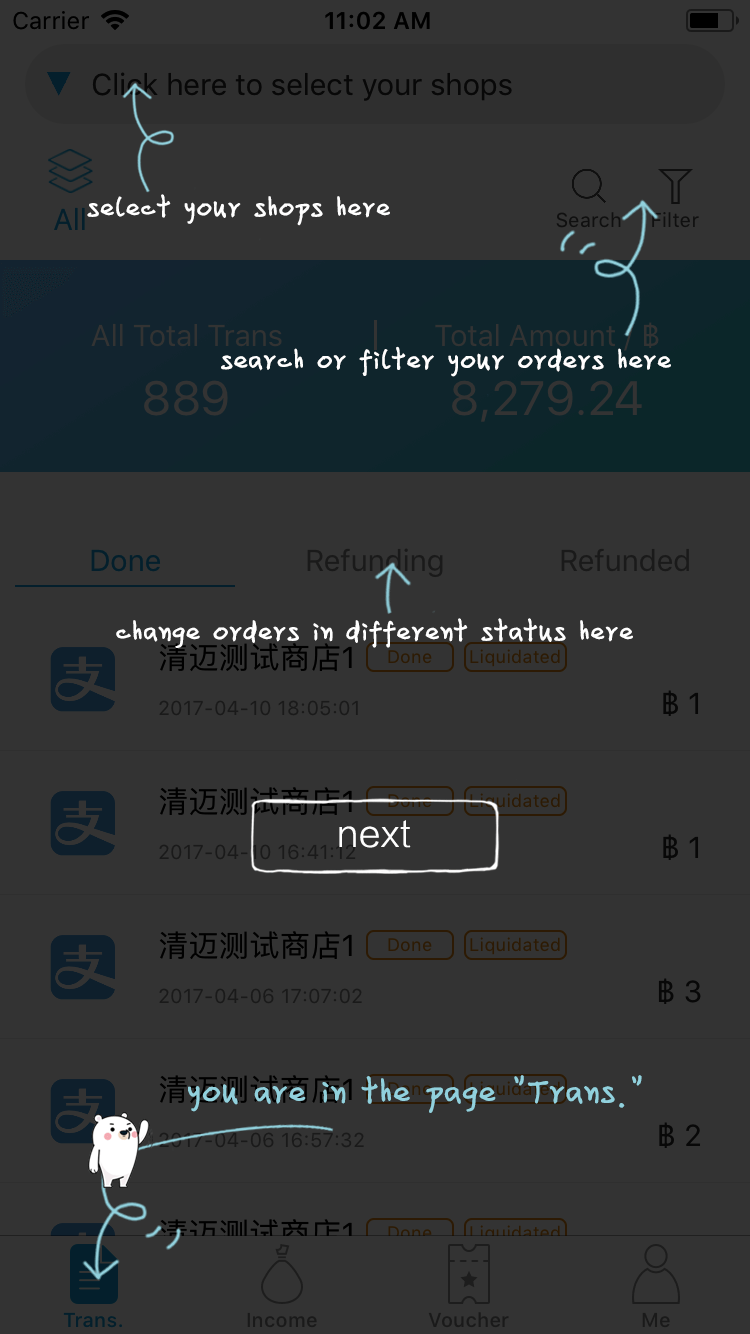 Carrier 11:02 AM
Click here to select your shops
All
select your shops here
Search Filter
All Total Trans Total Amount / ฿
search or filter your orders here
889 8,279.24
Done Refunding Refunded
change orders in different status here
清迈测试商店1 Done Liquidated
2017-04-10 18:05:01 ฿ 1
清迈测试商店1 Done Liquidated
next
2017-04-10 16:41:12 ฿ 1
清迈测试商店1 Done Liquidated
2017-04-06 17:07:02 ฿ 3
清迈测试商店1 Done Liquidated
you are in the page "Trans."
2017-04-06 16:57:32 ฿ 2
清迈测试商店1 Done Liquidated
Trans. Income Voucher Me